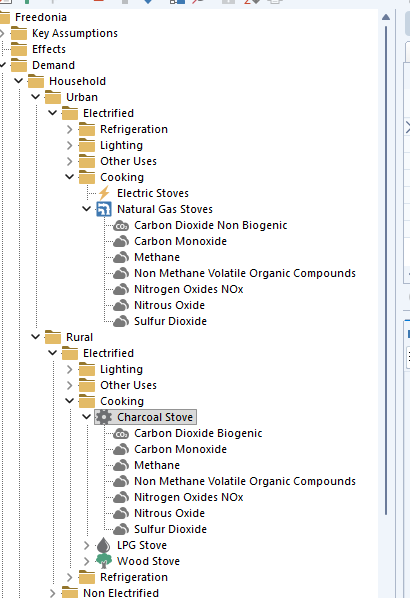 Freedonia
Key Assumptions
Effects
Demand
Household
Urban
Electrified
Refrigeration
Lighting
Other Uses
Cooking
Electric Stoves
Natural Gas Stoves
CO₂ Carbon Dioxide Non Biogenic
Carbon Monoxide
Methane
Non Methane Volatile Organic Compounds
Nitrogen Oxides NOx
Nitrous Oxide
Sulfur Dioxide
Rural
Electrified
Lighting
Other Uses
Cooking
Charcoal Stove
CO₂ Carbon Dioxide Biogenic
Carbon Monoxide
Methane
Non Methane Volatile Organic Compounds
Nitrogen Oxides NOx
Nitrous Oxide
Sulfur Dioxide
LPG Stove
Wood Stove
Refrigeration
Non Electrified